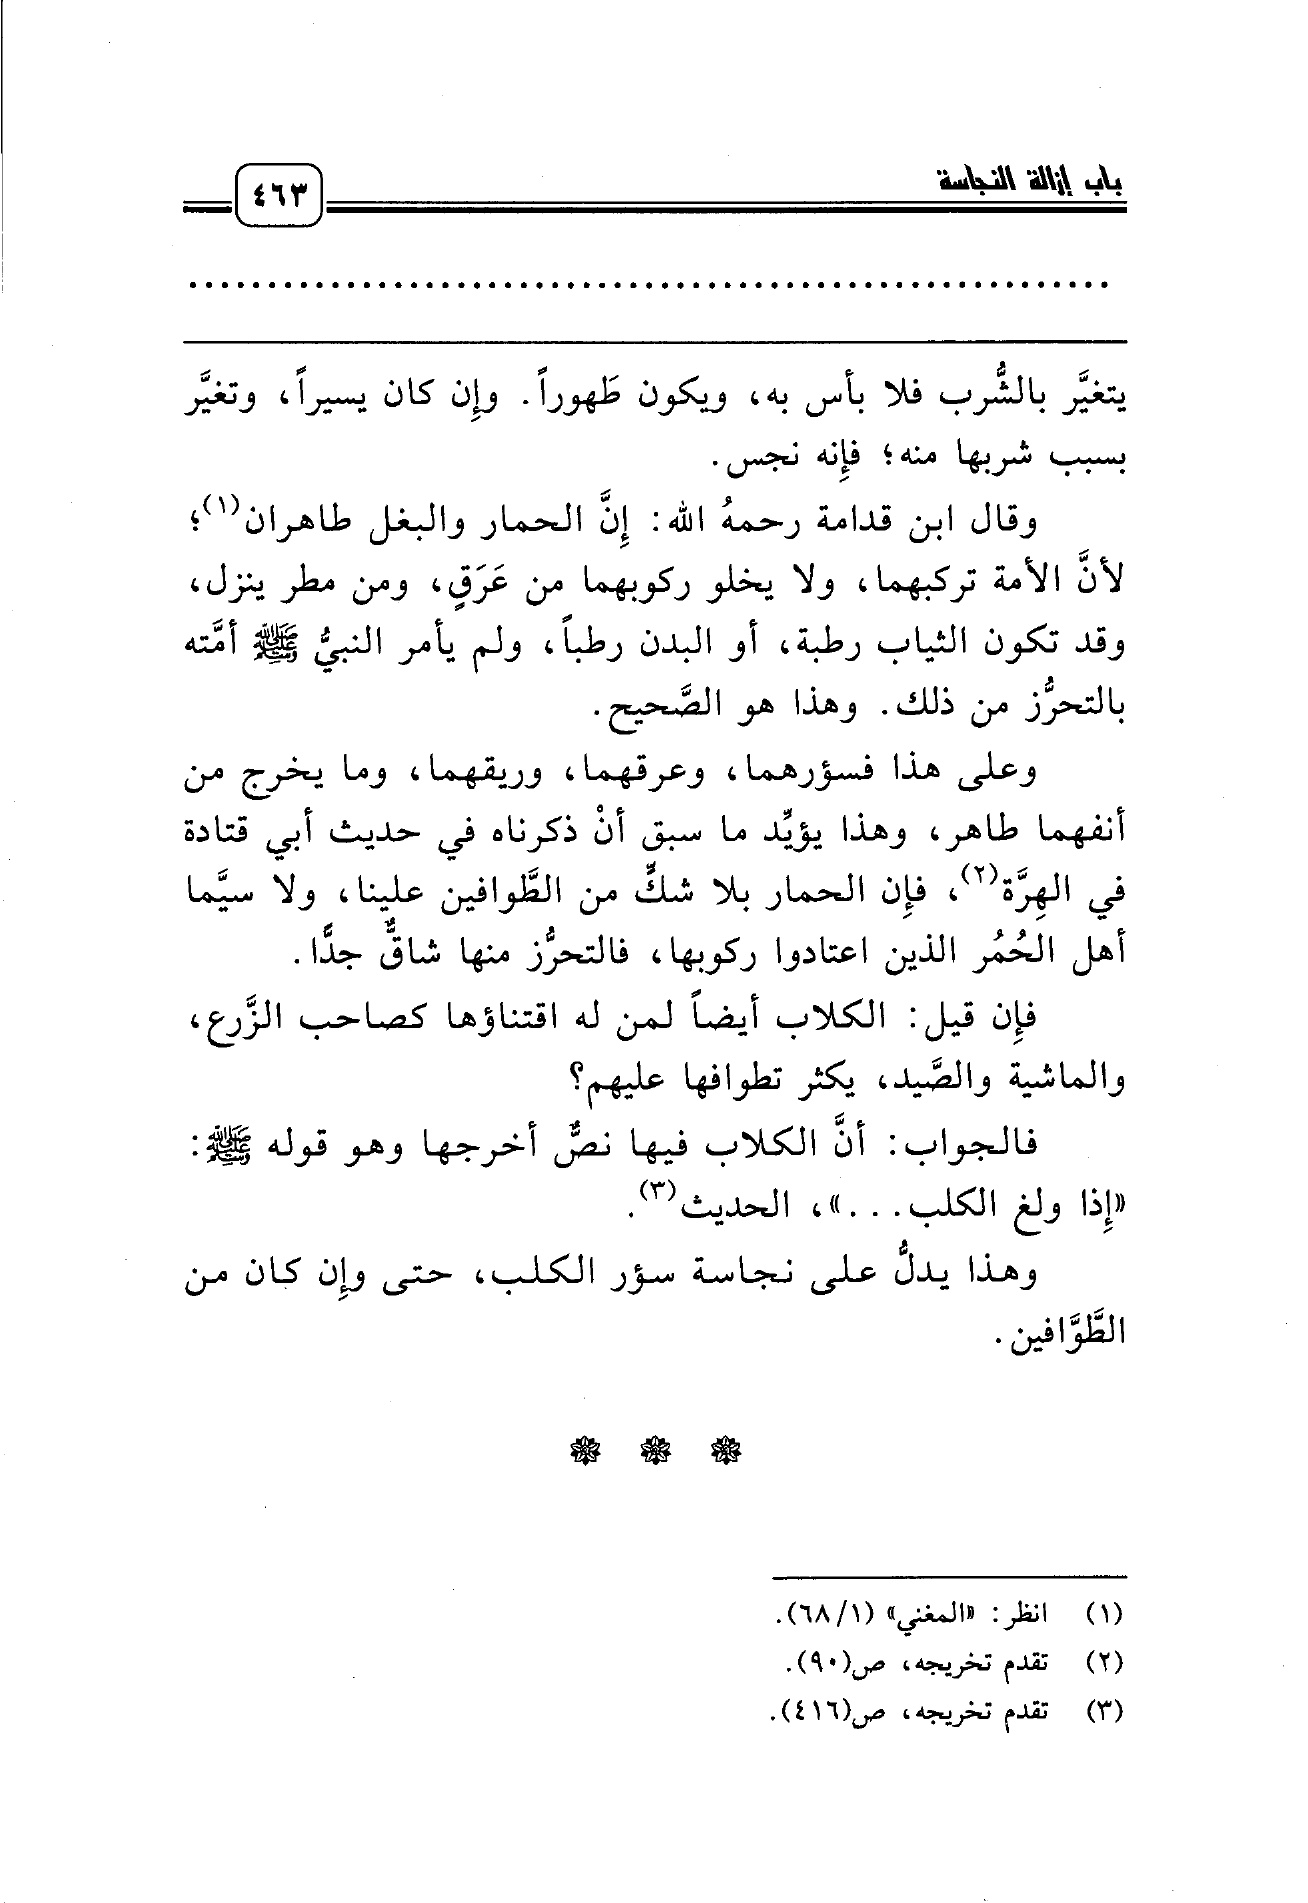 باب إزالة النجاسة
٤٦٣
يتغيَّر بالشُّرب فلا بأس به، ويكون طَهوراً. وإِن كان يسيراً، وتغيَّر
بسبب شربها منه؛ فإِنه نجس.
وقال ابن قدامة رحمهُ الله: إِنَّ الحمار والبغل طاهران(١)؛
لأنَّ الأمة تركبهما، ولا يخلو ركوبهما من عَرَقٍ، ومن مطر ينزل،
وقد تكون الثياب رطبة، أو البدن رطباً، ولم يأمر النبيُّ ﷺ أمَّته
بالتحرُّز من ذلك. وهذا هو الصَّحيح.
وعلى هذا فسؤرهما، وعرقهما، وريقهما، وما يخرج من
أنفهما طاهر، وهذا يؤيِّد ما سبق أنْ ذكرناه في حديث أبي قتادة
في الهِرَّة(٢)، فإِن الحمار بلا شكٍّ من الطَّوافين علينا، ولا سيَّما
أهل الحُمُر الذين اعتادوا ركوبها، فالتحرُّز منها شاقٌّ جدًّا.
فإِن قيل: الكلاب أيضاً لمن له اقتناؤها كصاحب الزَّرع،
والماشية والصَّيد، يكثر تطوافها عليهم؟
فالجواب: أنَّ الكلاب فيها نصٌّ أخرجها وهو قوله ﷺ:
«إِذا ولغ الكلب...»، الحديث(٣).
وهذا يدلُّ على نجاسة سؤر الكلب، حتى وإِن كان من
الطَّوَّافين.
(١) انظر: «المغني» (٦٨/١).
(٢) تقدم تخريجه، ص(٩٠).
(٣) تقدم تخريجه، ص(٤١٦).